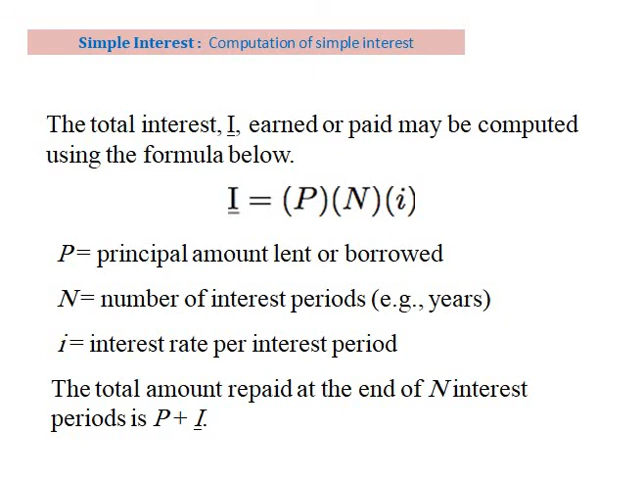 Simple Interest : Computation of simple interest
The total interest, I, earned or paid may be computed
using the formula below.
I = (P)(N)(i)
P= principal amount lent or borrowed
N= number of interest periods (e.g., years)
i= interest rate per interest period
The total amount repaid at the end of N interest
periods is P + I.